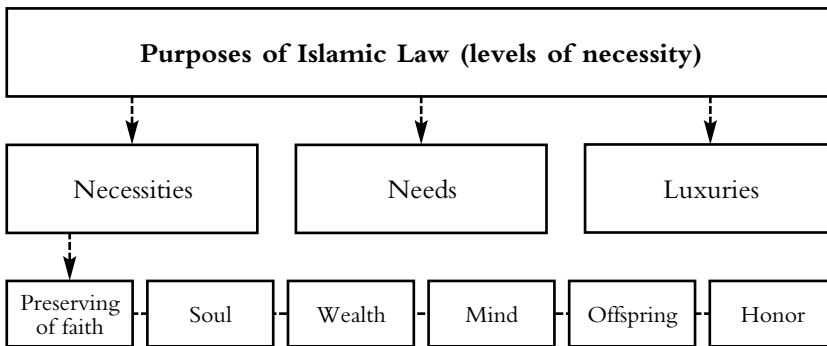 Purposes of Islamic Law (levels of necessity)
Necessities
Needs
Luxuries
Preserving
of faith
Soul
Wealth
Mind
Offspring
Honor